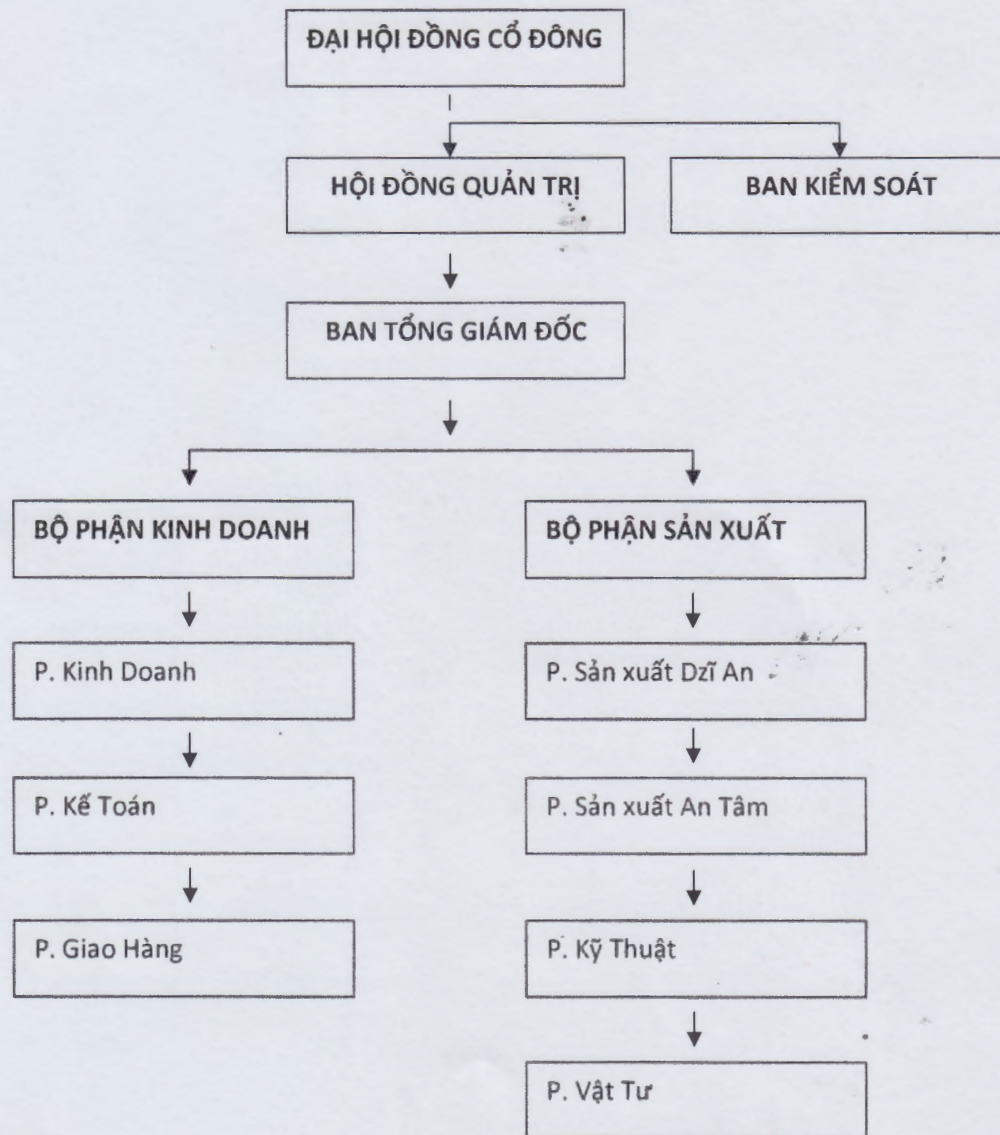 ĐẠI HỘI ĐỒNG CỔ ĐÔNG
HỘI ĐỒNG QUẢN TRỊ
BAN KIỂM SOÁT
BAN TỔNG GIÁM ĐỐC
BỘ PHẬN KINH DOANH
BỘ PHẬN SẢN XUẤT
P. Kinh Doanh
P. Sản xuất Dzĩ An
P. Kế Toán
P. Sản xuất An Tâm
P. Giao Hàng
P. Kỹ Thuật
P. Vật Tư